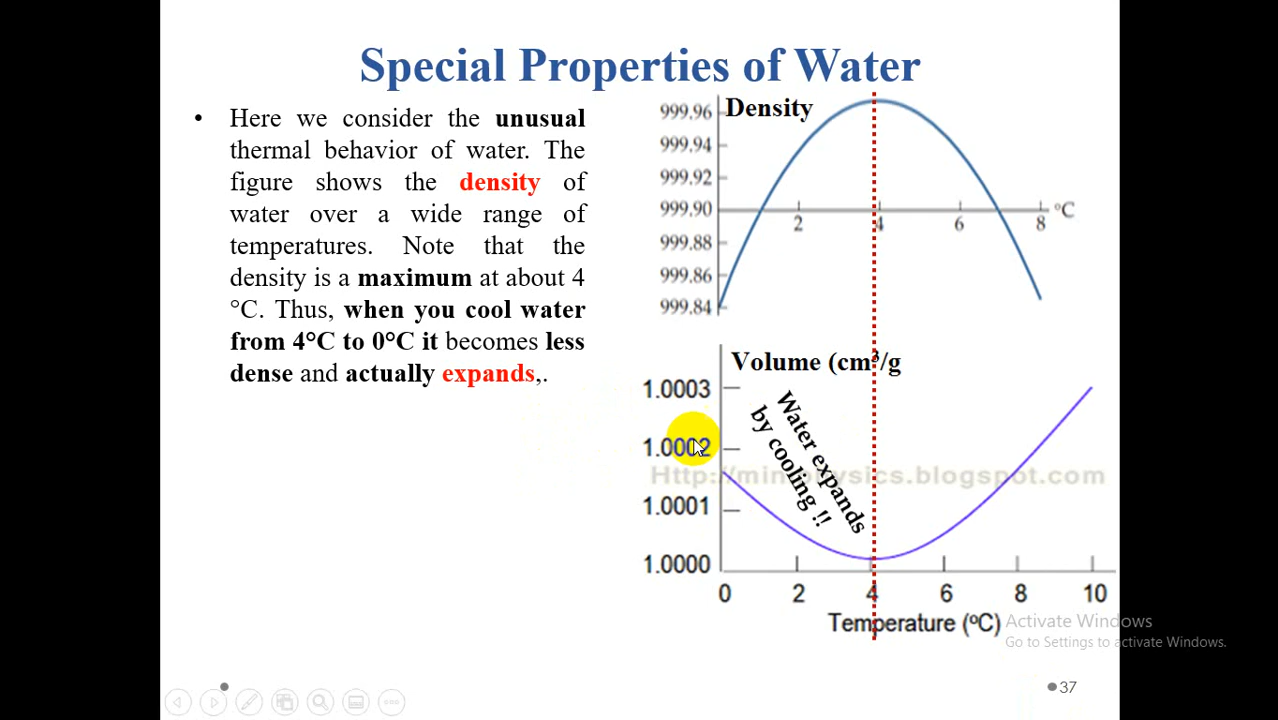 Special Properties of Water
• Here we consider the unusual
thermal behavior of water. The
figure shows the density of
water over a wide range of
temperatures. Note that the
density is a maximum at about 4
°C. Thus, when you cool water
from 4°C to 0°C it becomes less
dense and actually expands,.
Density
999.96
999.94
999.92
999.90
999.88
999.86
999.84
2 4 6 8 °C
Volume (cm³/g
1.0003
1.0002
1.0001
1.0000
Water expands
by cooling !!
Http://miniphysics.blogspot.com
0 2 4 6 8 10
Temperature (°C)
Activate Windows
Go to Settings to activate Windows.
37